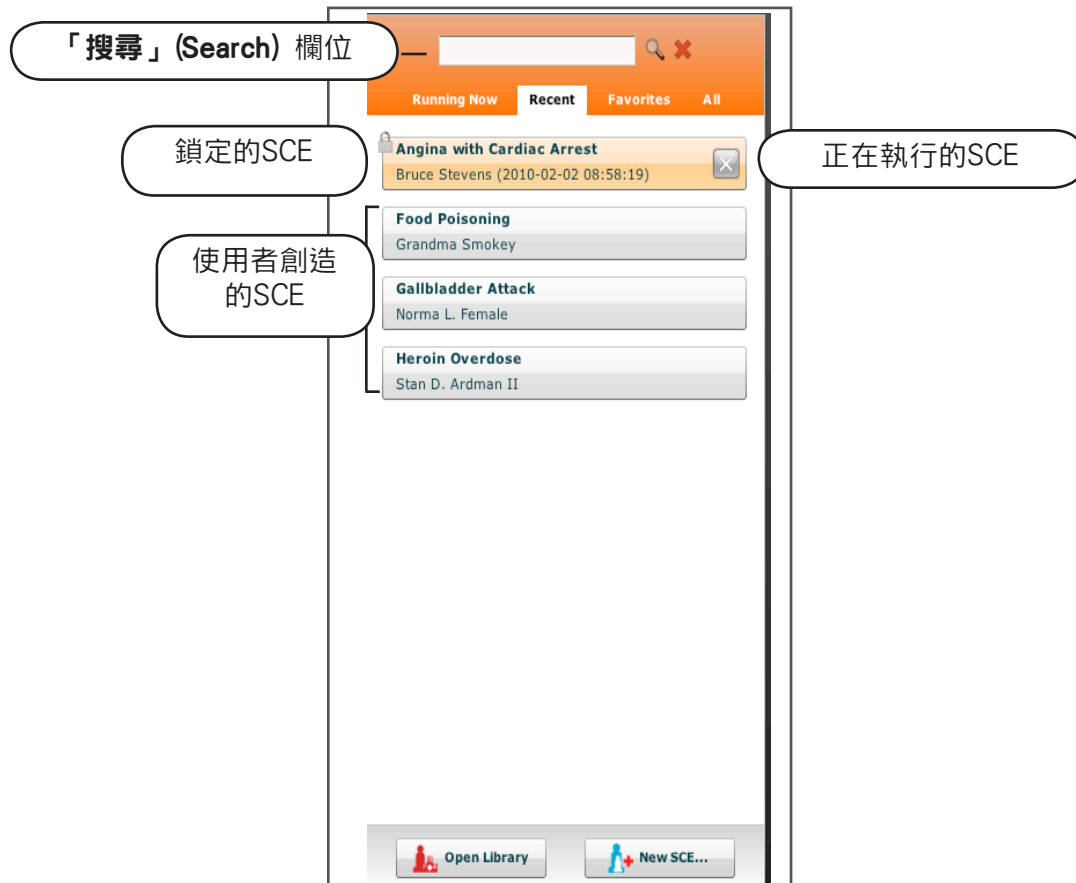 「搜尋」(Search) 欄位
Running Now Recent Favorites All
鎖定的SCE
Angina with Cardiac Arrest
Bruce Stevens (2010-02-02 08:58:19)
正在執行的SCE
使用者創造
的SCE
Food Poisoning
Grandma Smokey
Gallbladder Attack
Norma L. Female
Heroin Overdose
Stan D. Ardman II
Open Library
New SCE...